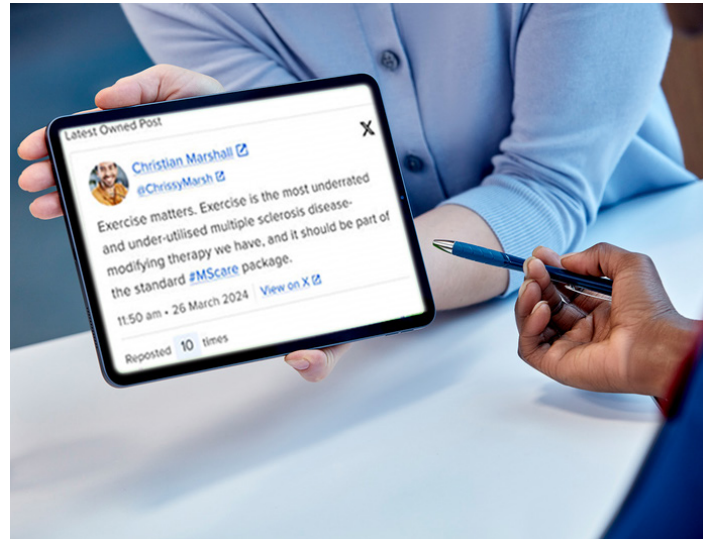 Latest Owned Post
X
Christian Marshall
@ChrissyMarsh
Exercise matters. Exercise is the most underrated
and under-utilised multiple sclerosis disease-
modifying therapy we have, and it should be part of
the standard #MScare package.
11:50 am • 26 March 2024 View on X
Reposted 10 times